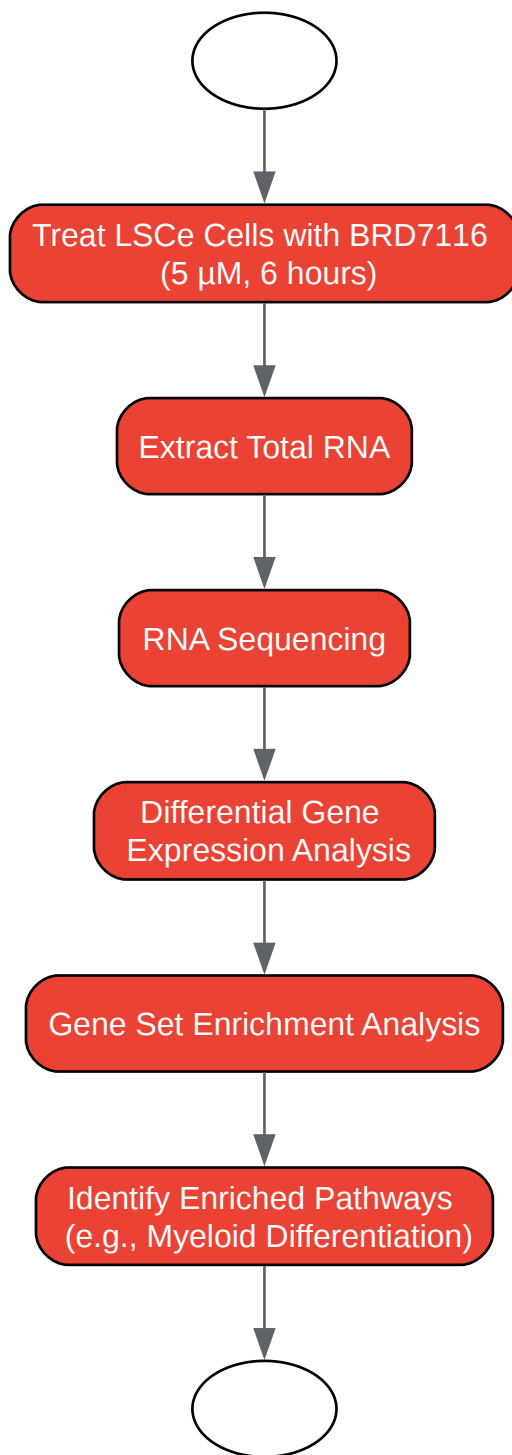 Treat LSCe Cells with BRD7116
(5 µM, 6 hours)
Extract Total RNA
RNA Sequencing
Differential Gene
Expression Analysis
Gene Set Enrichment Analysis
Identify Enriched Pathways
(e.g., Myeloid Differentiation)